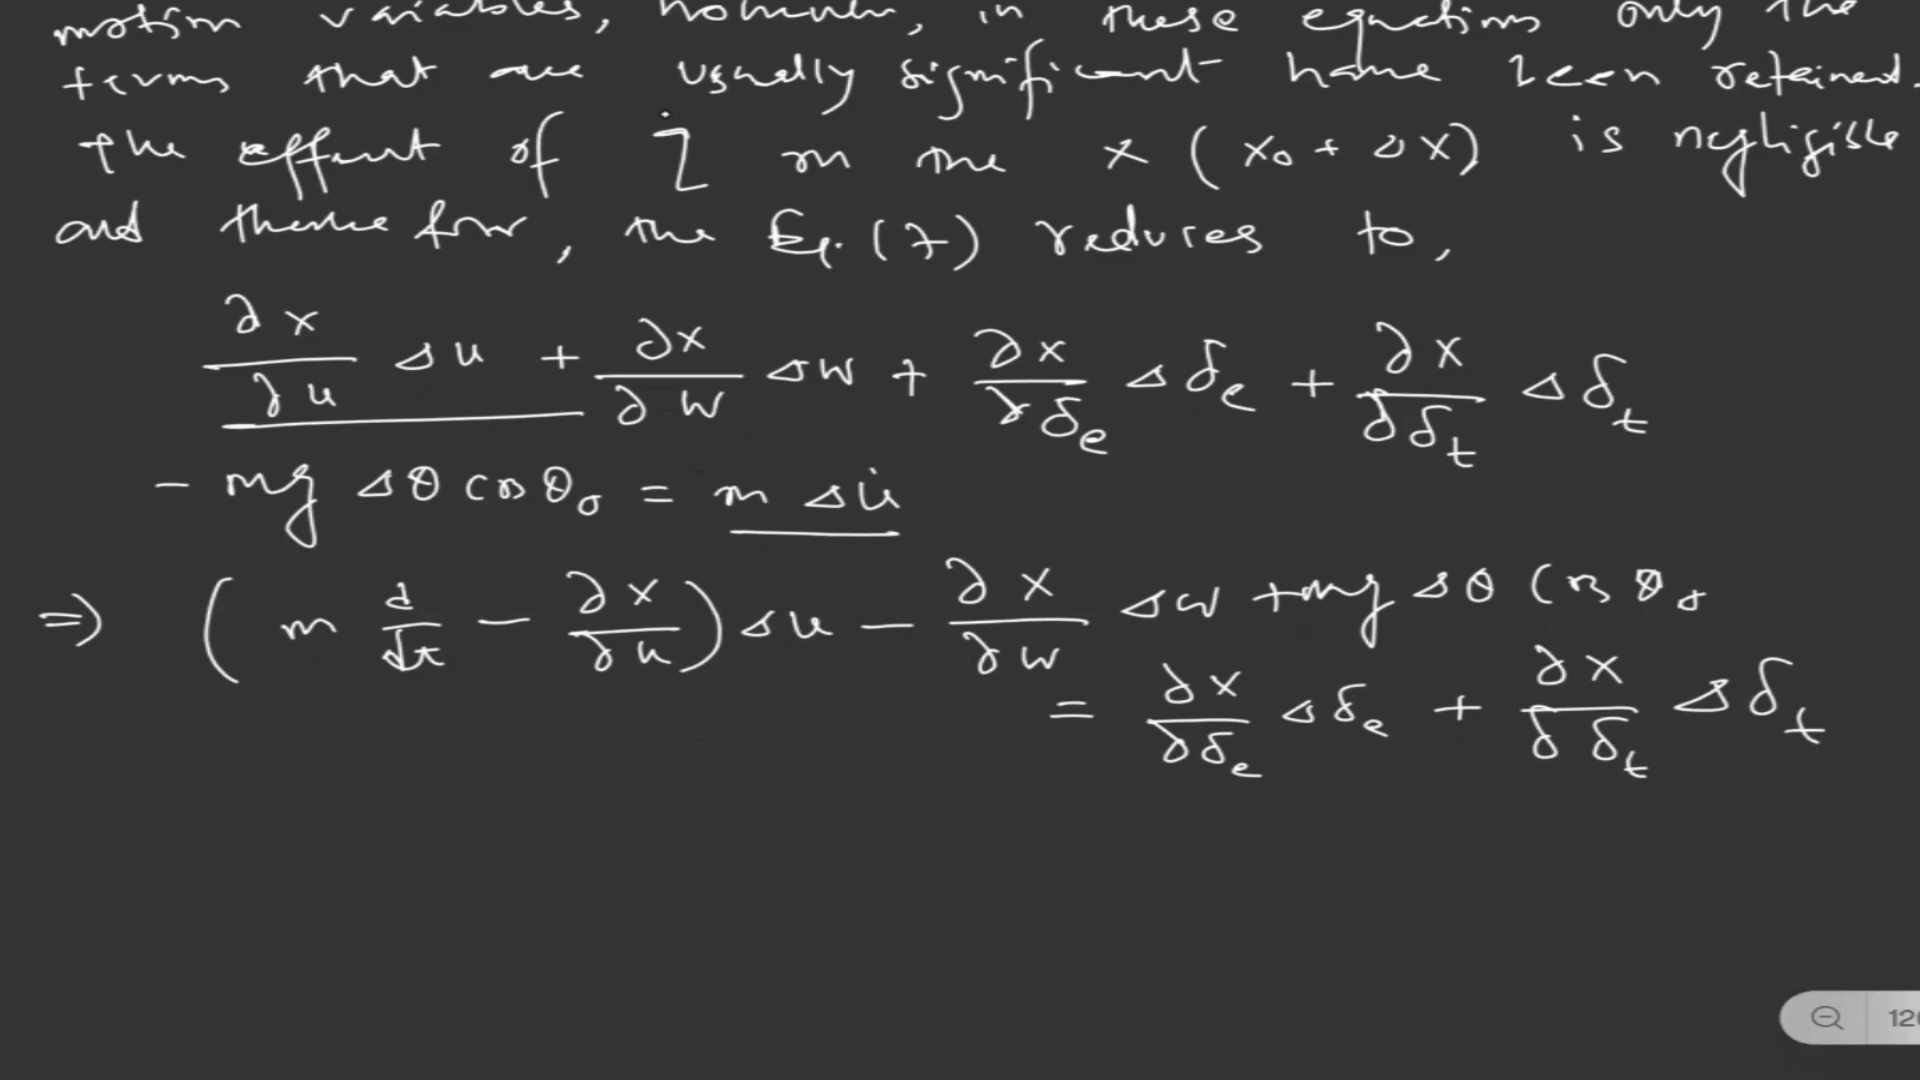 motion variables, however, in these equations only the
terms that are usually significant have been retained.
the effect of q̇ on the X (X₀ + ΔX) is negligible
and therefore, the Eq. (7) reduces to,
∂X/∂u Δu + ∂X/∂w Δw + ∂X/∂δe Δδe + ∂X/∂δt Δδt
- mg Δθ cos θ₀ = m Δu̇
⇒ (m d/dt - ∂X/∂u) Δu - ∂X/∂w Δw + mg Δθ Cos θ₀
= ∂X/∂δe Δδe + ∂X/∂δt Δδt